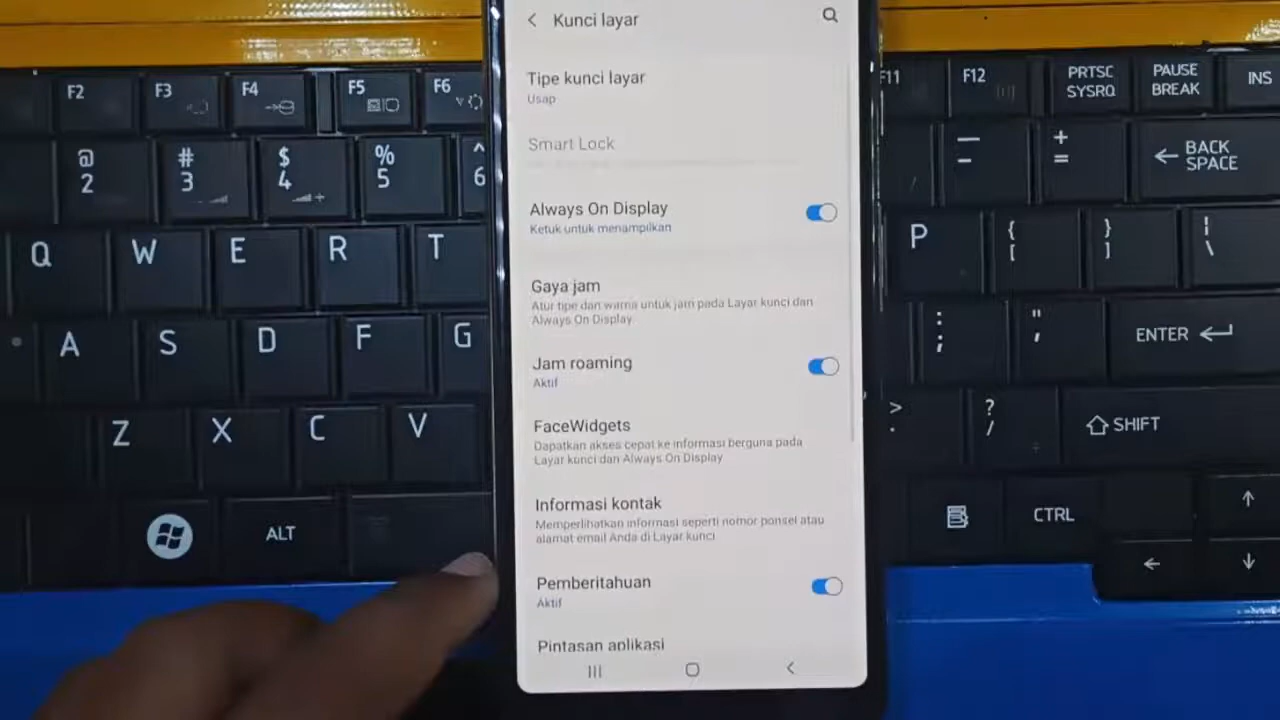 Kunci layar
Tipe kunci layar
Usap
Smart Lock
Always On Display
Ketuk untuk menampilkan
Gaya jam
Atur tipe dan warna untuk jam pada Layar kunci dan
Always On Display
Jam roaming
Aktif
FaceWidgets
Dapatkan akses cepat ke informasi berguna pada
Layar kunci dan Always On Display
Informasi kontak
Memperlihatkan informasi seperti nomor ponsel atau
alamat email Anda di Layar kunci
Pemberitahuan
Aktif
Pintasan aplikasi
F2 F3 F4 F5 F6
@ # $ % ^
2 3 4 5 6
Q W E R T
A S D F G
Z X C V
ALT
F11 F12 PRTSC PAUSE INS
SYSRQ BREAK
— +
- = ← BACK
SPACE
P { } ¦
[ ] \
: "
; ' ENTER
> ?
. / SHIFT
CTRL ↑
← ↓